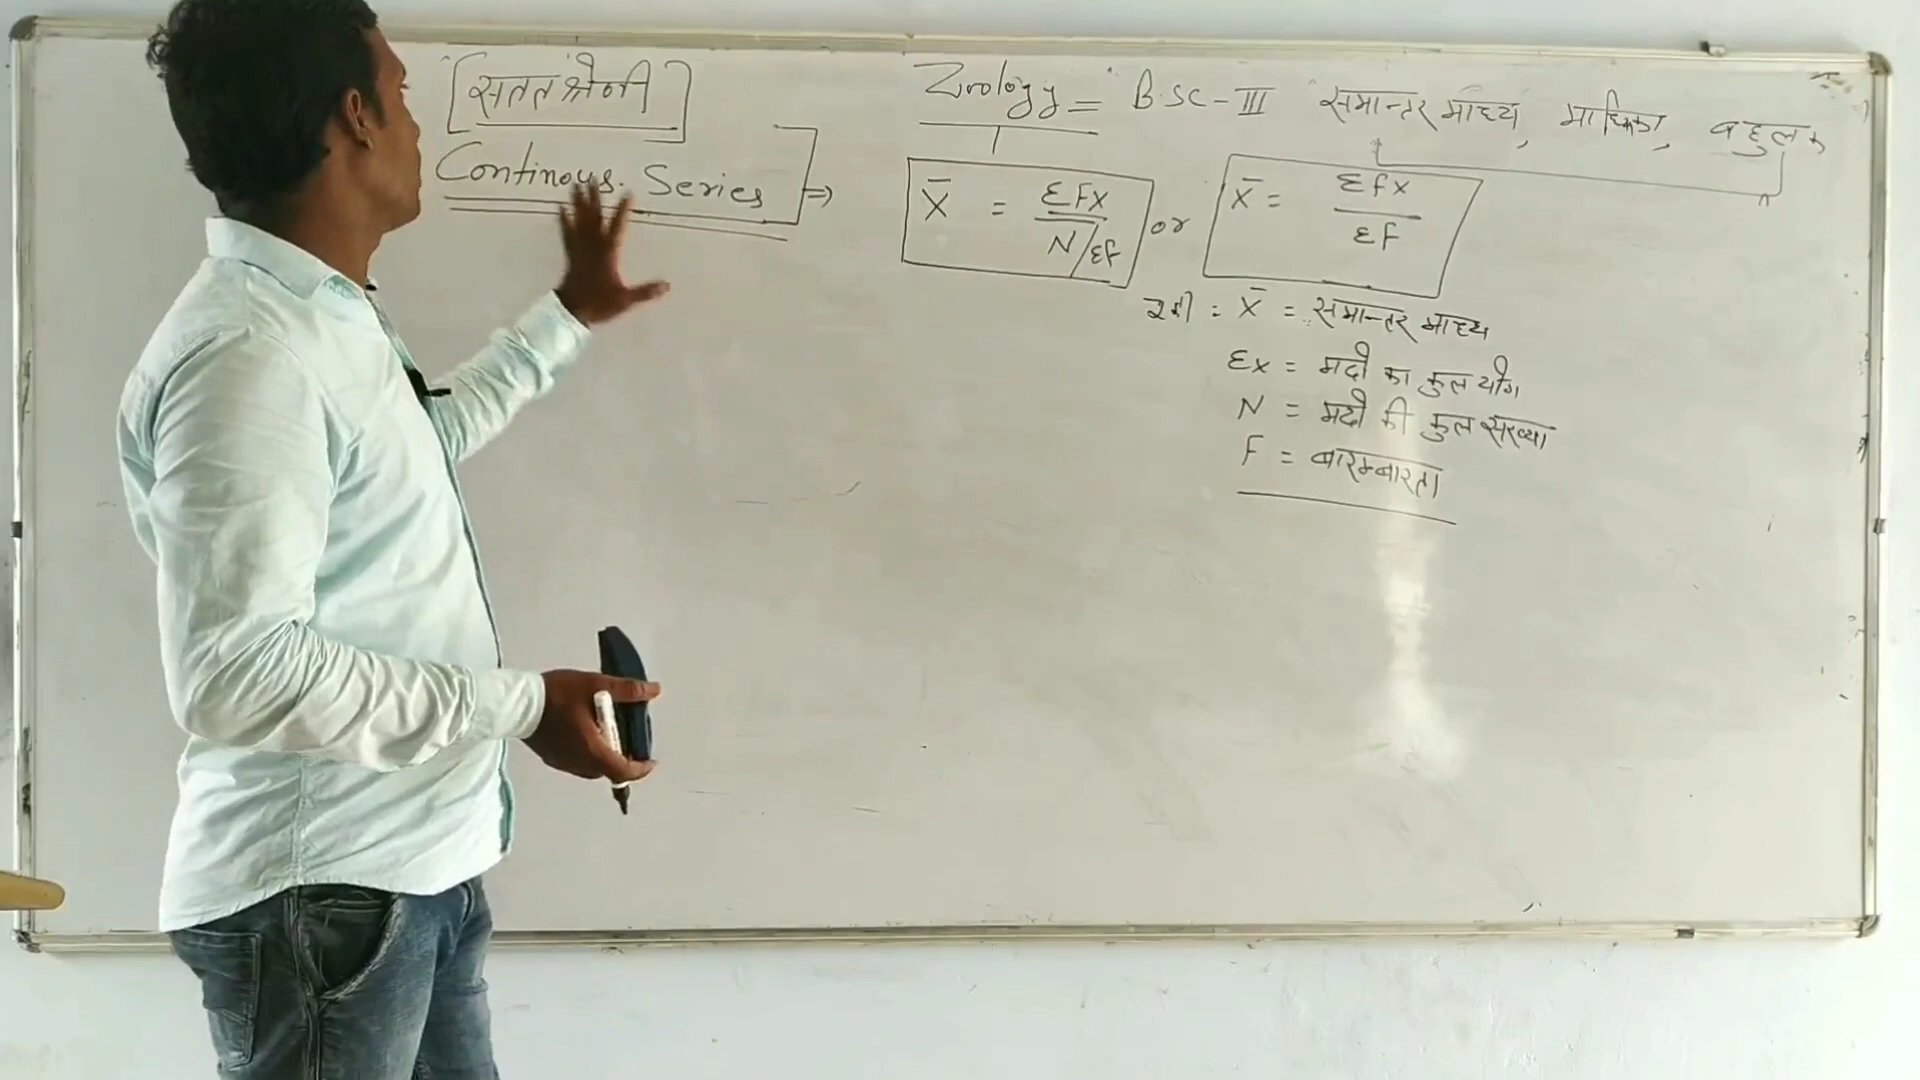 [सतत श्रेणी]
Continous. Series ⇒
Zoology = B.SC - III समान्तर माध्य, माध्यिका, बहुलक
X̄ = ΣFX / N/ΣF or X̄ = Σfx / ΣF
X̄ = समान्तर माध्य
Σx = मदो का कुल योग
N = मदो की कुल संख्या
F = बारम्बारता